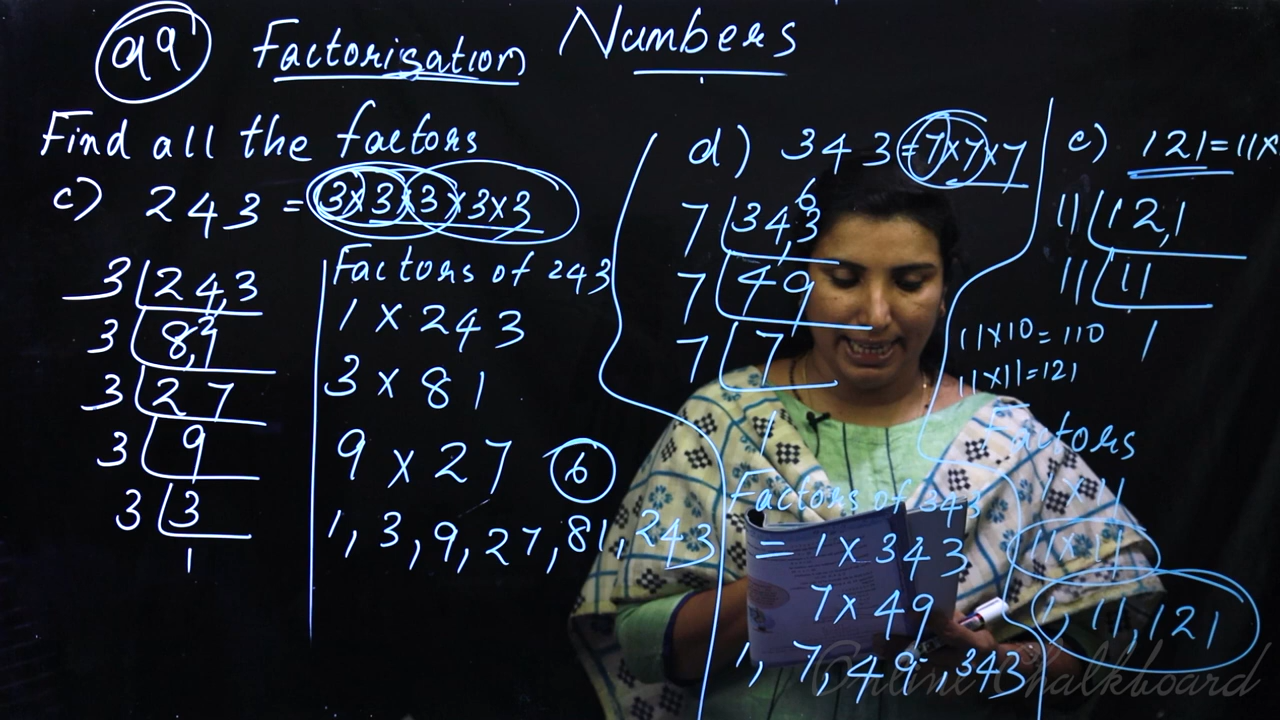 Q9 Factorisation Numbers
Find all the factors
c) 243 = 3×3×3×3×3
3 243
3 81
3 27
3 9
3 3
1
Factors of 243
1 × 243
3 × 81
9 × 27 6
1, 3, 9, 27, 81, 243
d) 343 = 7×7×7
7 343
7 49
7 7
1
Factors of 343
= 1 × 343
7 × 49
1, 7, 49, 343
e) 121 = 11×
11 121
11 11
1
11×10=110
11×11=121
Factors
11×11
1, 11, 121
Online Chalkboard